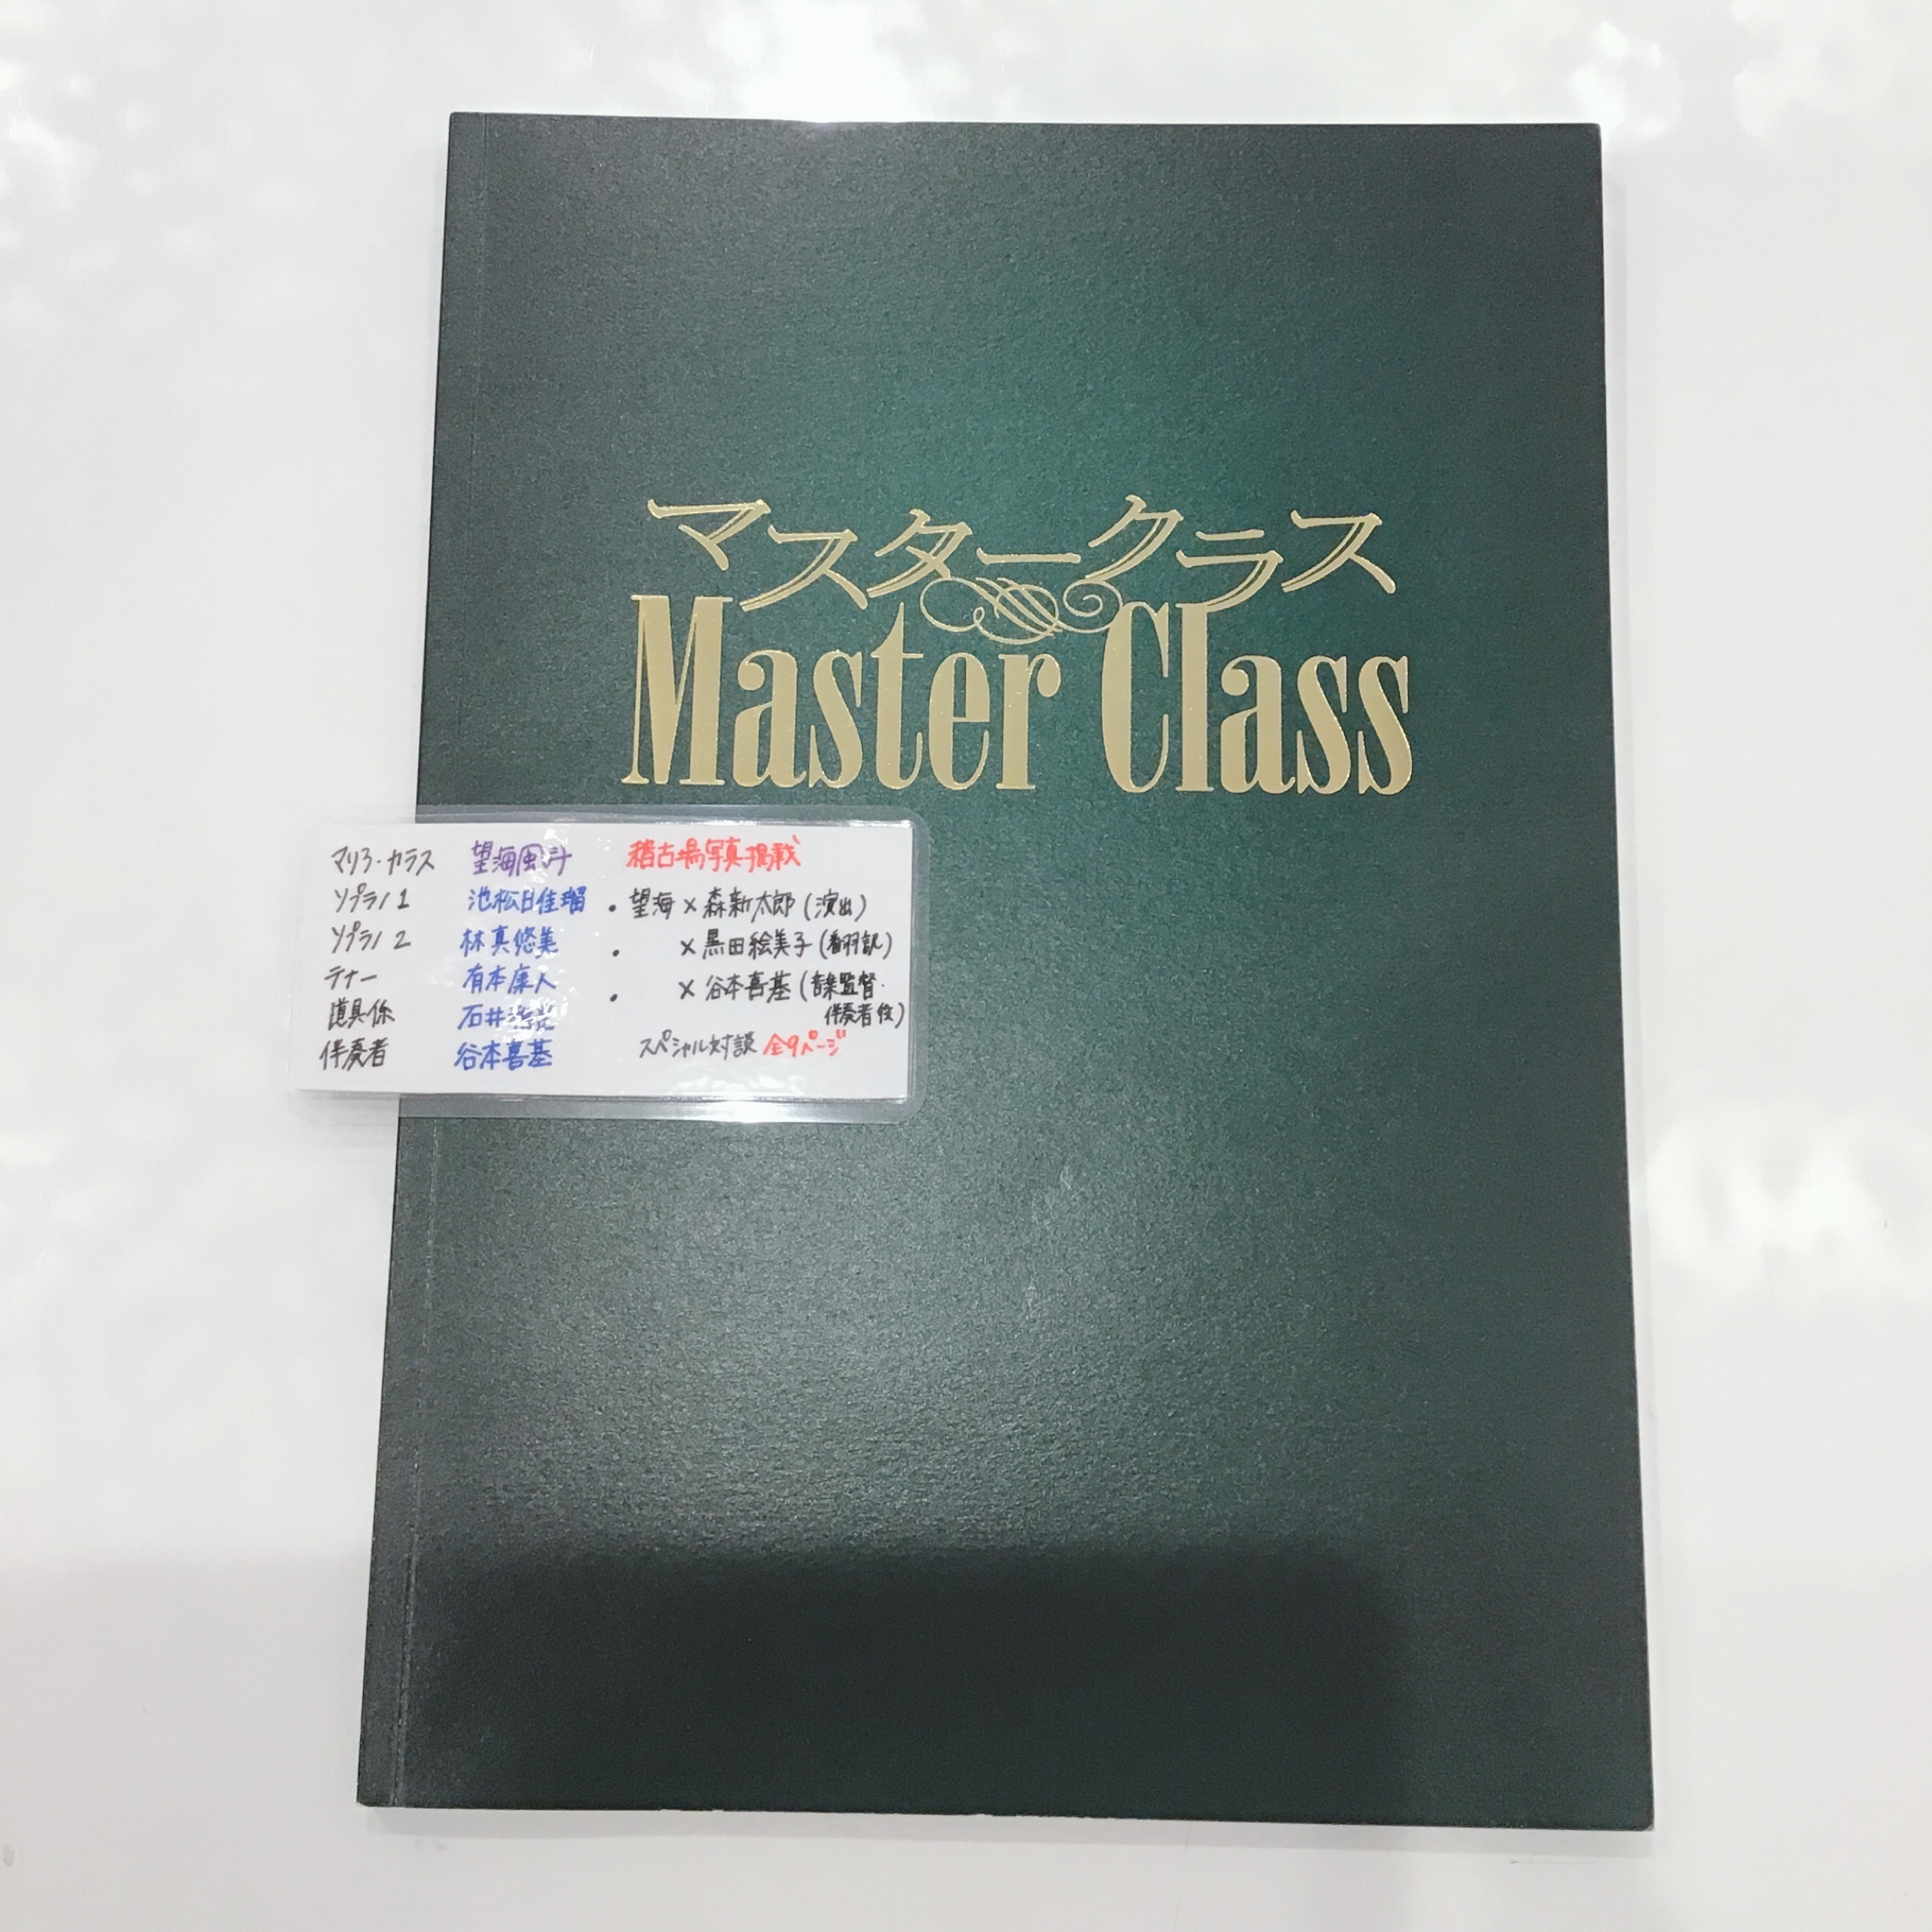 マスタークラス
Master Class
マリア・カラス 望海風斗
ソプラノ1 池松日佳瑠
ソプラノ2 林真悠美
テナー 有本康人
道具係 石井雅登
伴奏者 谷本喜基
稽古場写真掲載
・望海×森新太郎(演出)
・ ×黒田絵美子(翻訳)
・ ×谷本喜基(音楽監督・
伴奏者役)
スペシャル対談 全9ページ